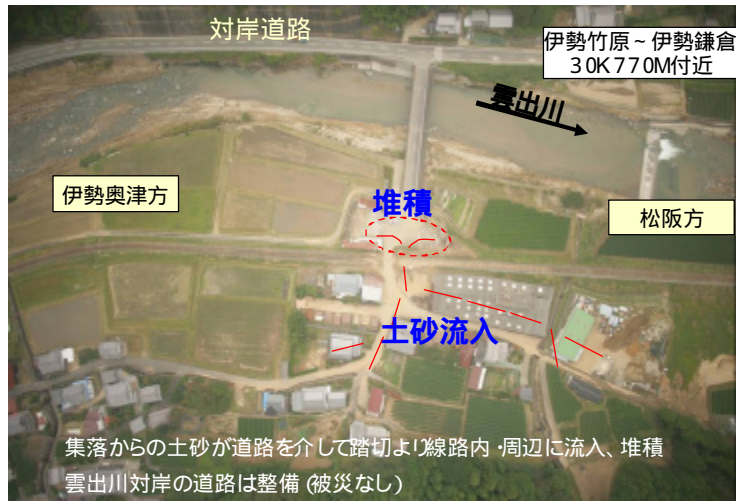 対岸道路
伊勢竹原~伊勢鎌倉
30K770M付近
雲出川
伊勢奥津方
堆積
松阪方
土砂流入
集落からの土砂が道路を介して踏切より線路内・周辺に流入、堆積
雲出川対岸の道路は整備(被災なし)